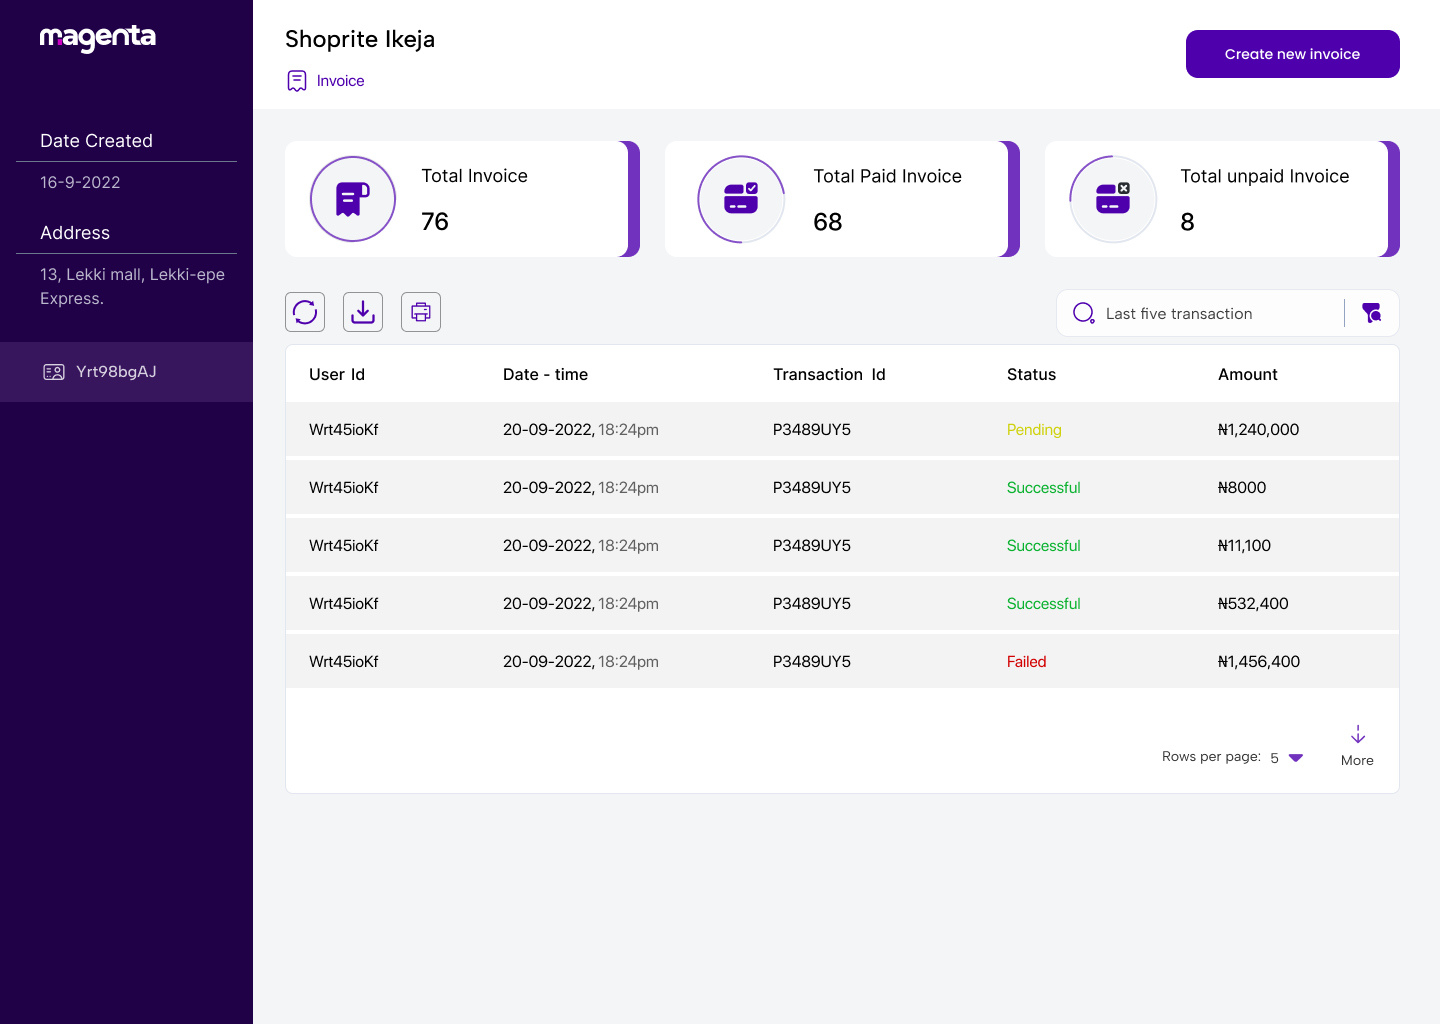 magenta
Date Created
16-9-2022
Address
13, Lekki mall, Lekki-epe
Express.
Yrt98bgAJ
Shoprite Ikeja
Invoice
Create new invoice
Total Invoice
76
Total Paid Invoice
68
Total unpaid Invoice
8
Last five transaction
User Id Date - time Transaction Id Status Amount
Wrt45ioKf 20-09-2022, 18:24pm P3489UY5 Pending ₦1,240,000
Wrt45ioKf 20-09-2022, 18:24pm P3489UY5 Successful ₦8000
Wrt45ioKf 20-09-2022, 18:24pm P3489UY5 Successful ₦11,100
Wrt45ioKf 20-09-2022, 18:24pm P3489UY5 Successful ₦532,400
Wrt45ioKf 20-09-2022, 18:24pm P3489UY5 Failed ₦1,456,400
Rows per page: 5
More